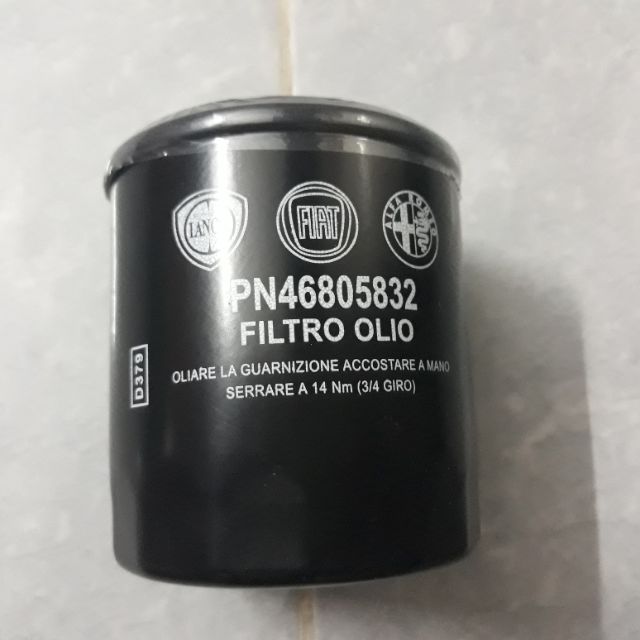 LANCIA
FIAT
ALFA ROMEO
PN46805832
FILTRO OLIO
OLIARE LA GUARNIZIONE ACCOSTARE A MANO
SERRARE A 14 Nm (3/4 GIRO)
D379